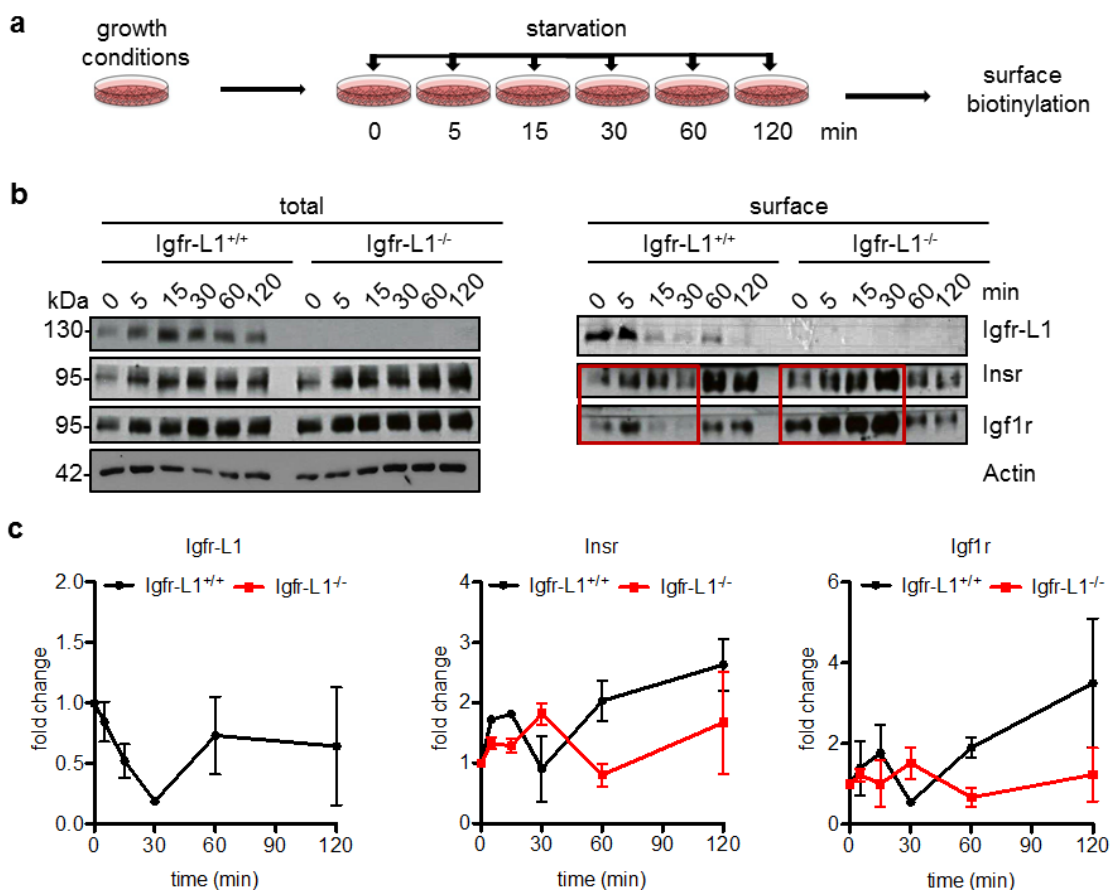 a
growth
conditions
starvation
surface
biotinylation
0 5 15 30 60 120 min
b
total
surface
Igfr-L1+/+ Igfr-L1-/-
Igfr-L1+/+ Igfr-L1-/-
kDa 0 5 15 30 60 120 0 5 15 30 60 120
0 5 15 30 60 120 0 5 15 30 60 120 min
130 Igfr-L1
95 Insr
95 Igf1r
42 Actin
c
Igfr-L1
Igfr-L1+/+ Igfr-L1-/-
fold change
2.0
1.5
1.0
0.5
0.0
0 30 60 90 120
time (min)
Insr
Igfr-L1+/+ Igfr-L1-/-
fold change
4
3
2
1
0
0 30 60 90 120
time (min)
Igf1r
Igfr-L1+/+ Igfr-L1-/-
fold change
6
4
2
0
0 30 60 90 120
time (min)